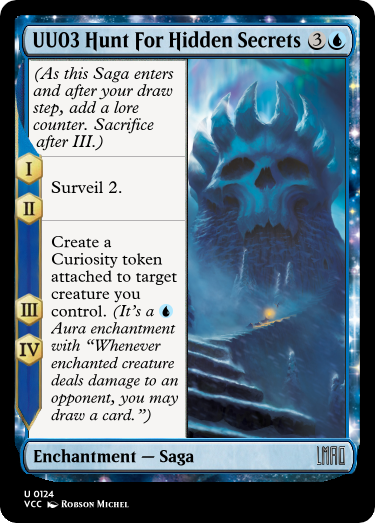 UU03 Hunt For Hidden Secrets 3
(As this Saga enters
and after your draw
step, add a lore
counter. Sacrifice
after III.)
I
Surveil 2.
II
Create a
Curiosity token
attached to target
creature you
III
control. (It's a
Aura enchantment
IV
with “Whenever
enchanted creature
deals damage to an
opponent, you may
draw a card.”)
Enchantment — Saga
LMAO
U 0124
VCC ROBSON MICHEL